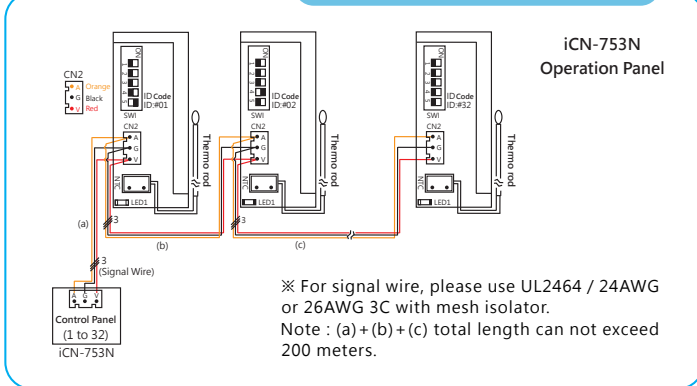 iCN-753N
Operation Panel
CN2
A Orange
G Black
V Red
ON
1 2 3 4 5
ID Code
ID:#01
SWI
CN2
A
G
V
NTC
LED1
Thermo rod
ON
1 2 3 4 5
ID Code
ID:#02
SWI
CN2
A
G
V
NTC
LED1
Thermo rod
ON
1 2 3 4 5
ID Code
ID:#32
SWI
CN2
A
G
V
NTC
LED1
Thermo rod
(a)
3
(b)
3
(c)
3
(Signal Wire)
A G V
Control Panel
(1 to 32)
iCN-753N
※ For signal wire, please use UL2464 / 24AWG
or 26AWG 3C with mesh isolator.
Note : (a)+(b)+(c) total length can not exceed
200 meters.